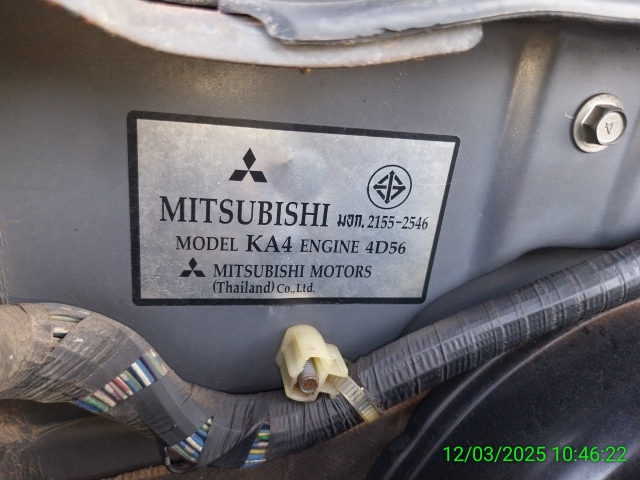 MITSUBISHI มอก. 2155-2546
MODEL KA4 ENGINE 4D56
MITSUBISHI MOTORS
(Thailand) Co., Ltd.
12/03/2025 10:46:22